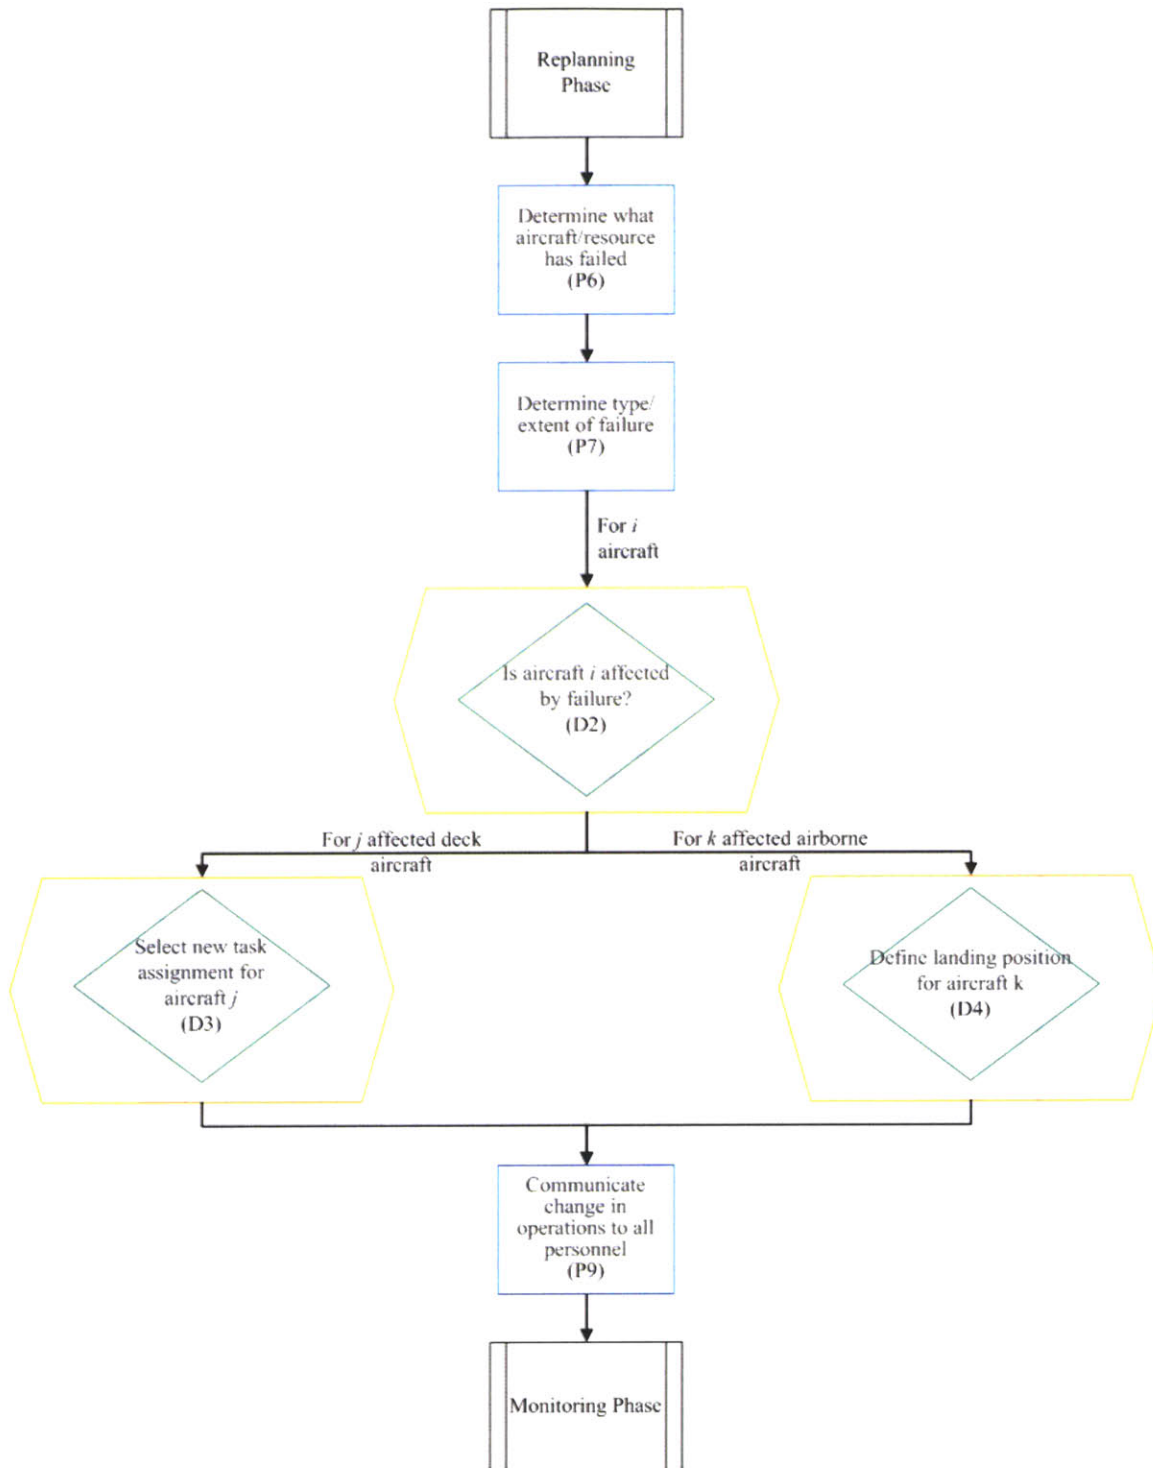 Replanning
Phase
Determine what
aircraft/resource
has failed
(P6)
Determine type/
extent of failure
(P7)
For i
aircraft
Is aircraft i affected
by failure?
(D2)
For j affected deck
aircraft
For k affected airborne
aircraft
Select new task
assignment for
aircraft j
(D3)
Define landing position
for aircraft k
(D4)
Communicate
change in
operations to all
personnel
(P9)
Monitoring Phase